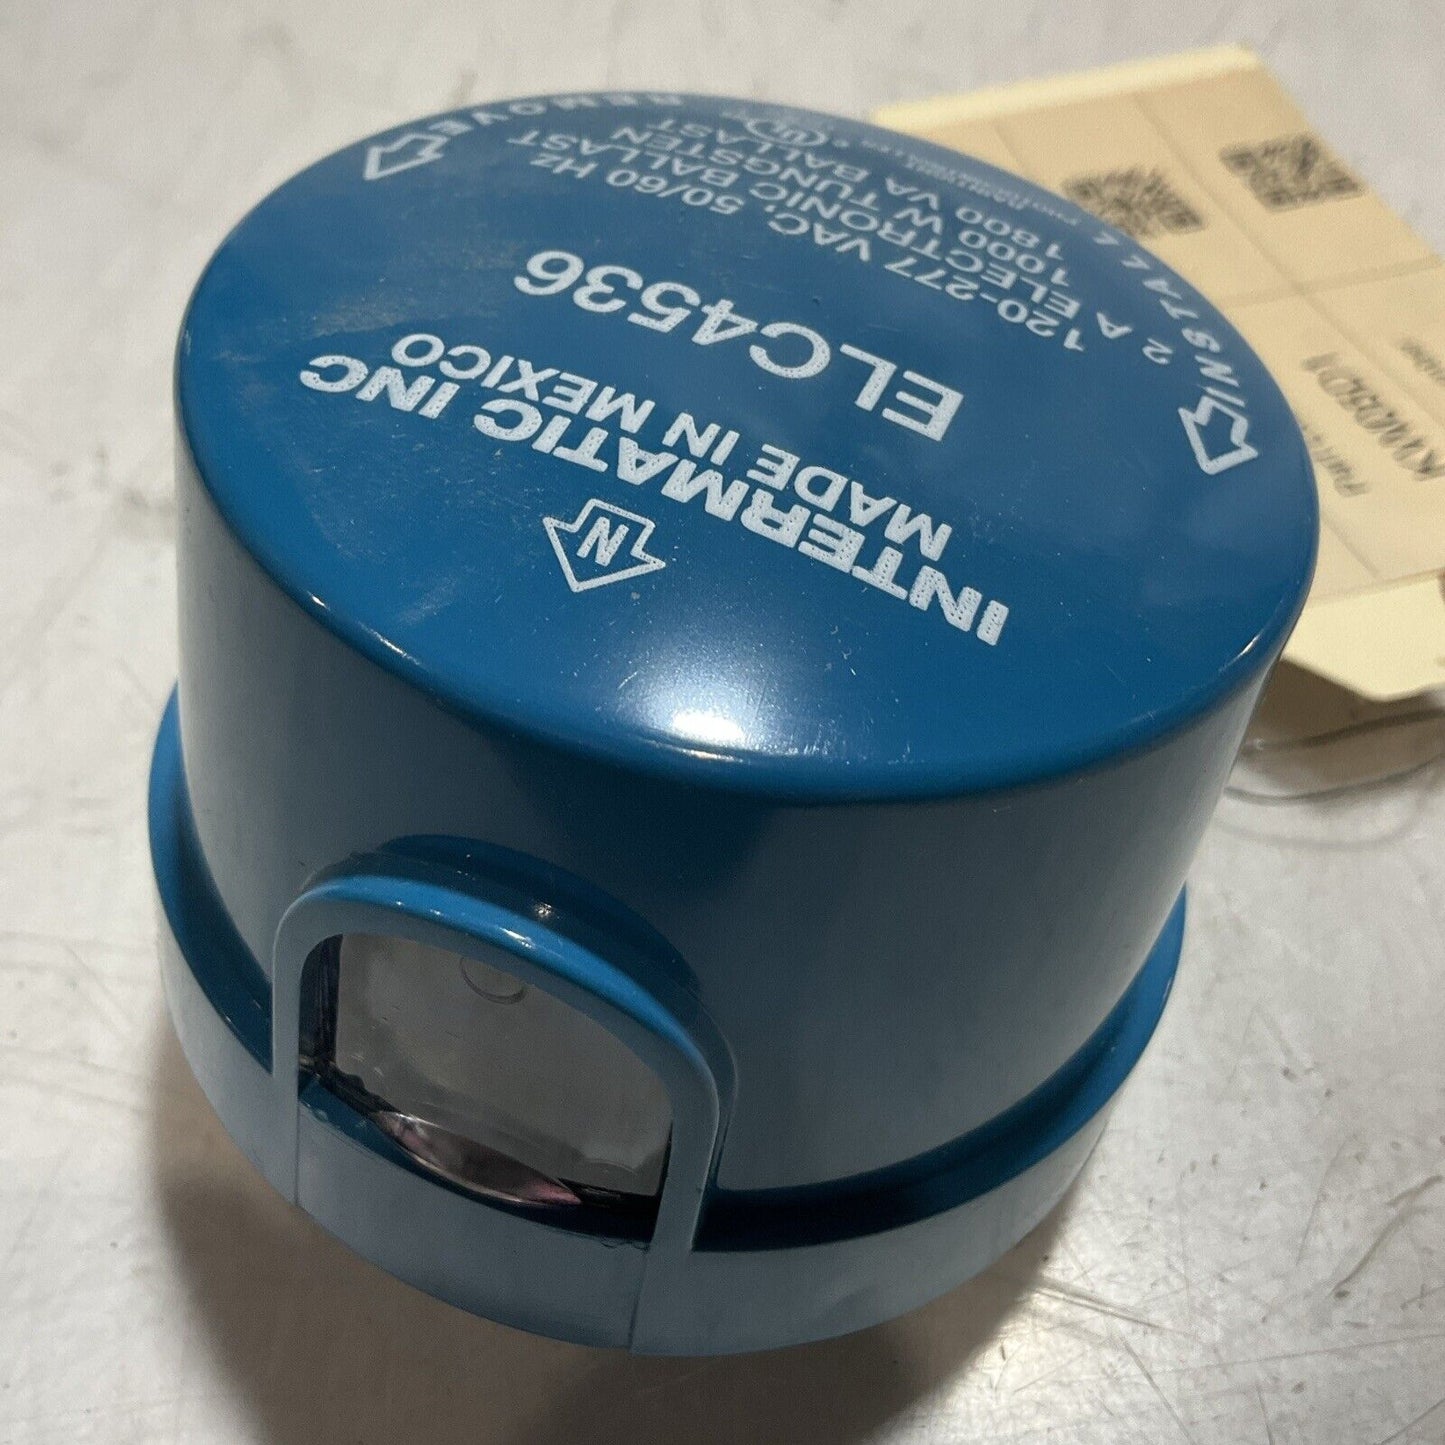 REMOVE
INSTALL
120-277 VAC, 50/60 Hz
2 A ELECTRONIC BALLAST
1000 W TUNGSTEN
1800 VA BALLAST
ELC4536
INTERMATIC INC
MADE IN MEXICO
N